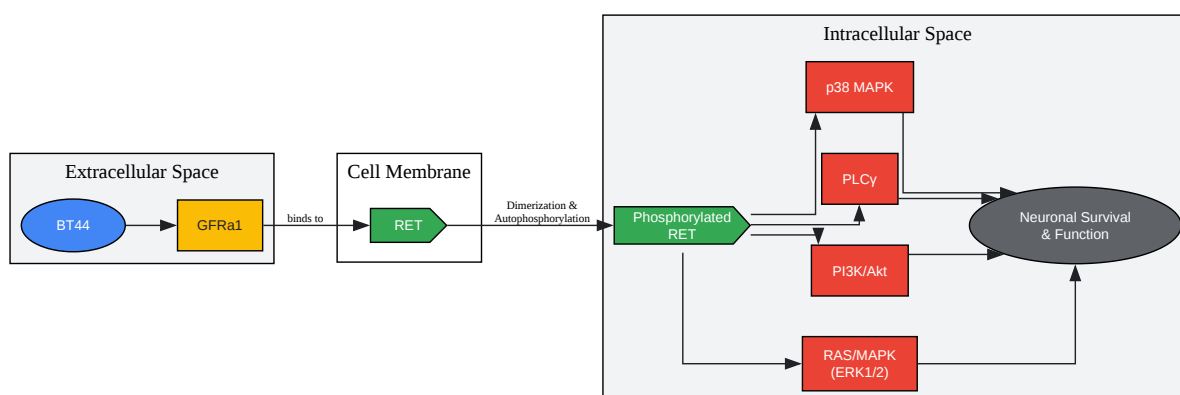 Extracellular Space
BT44
GFRa1
binds to
Cell Membrane
RET
Dimerization &
Autophosphorylation
Intracellular Space
Phosphorylated
RET
p38 MAPK
PLCγ
PI3K/Akt
RAS/MAPK
(ERK1/2)
Neuronal Survival
& Function